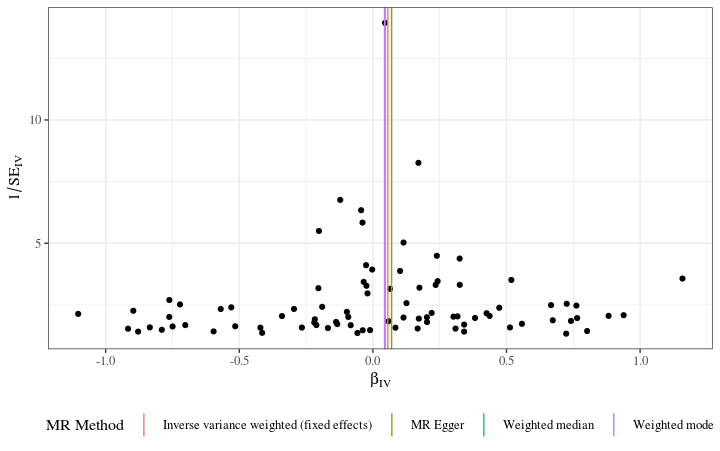 10
5
1/SE_IV
-1.0 -0.5 0.0 0.5 1.0
β_IV
MR Method Inverse variance weighted (fixed effects) MR Egger Weighted median Weighted mode